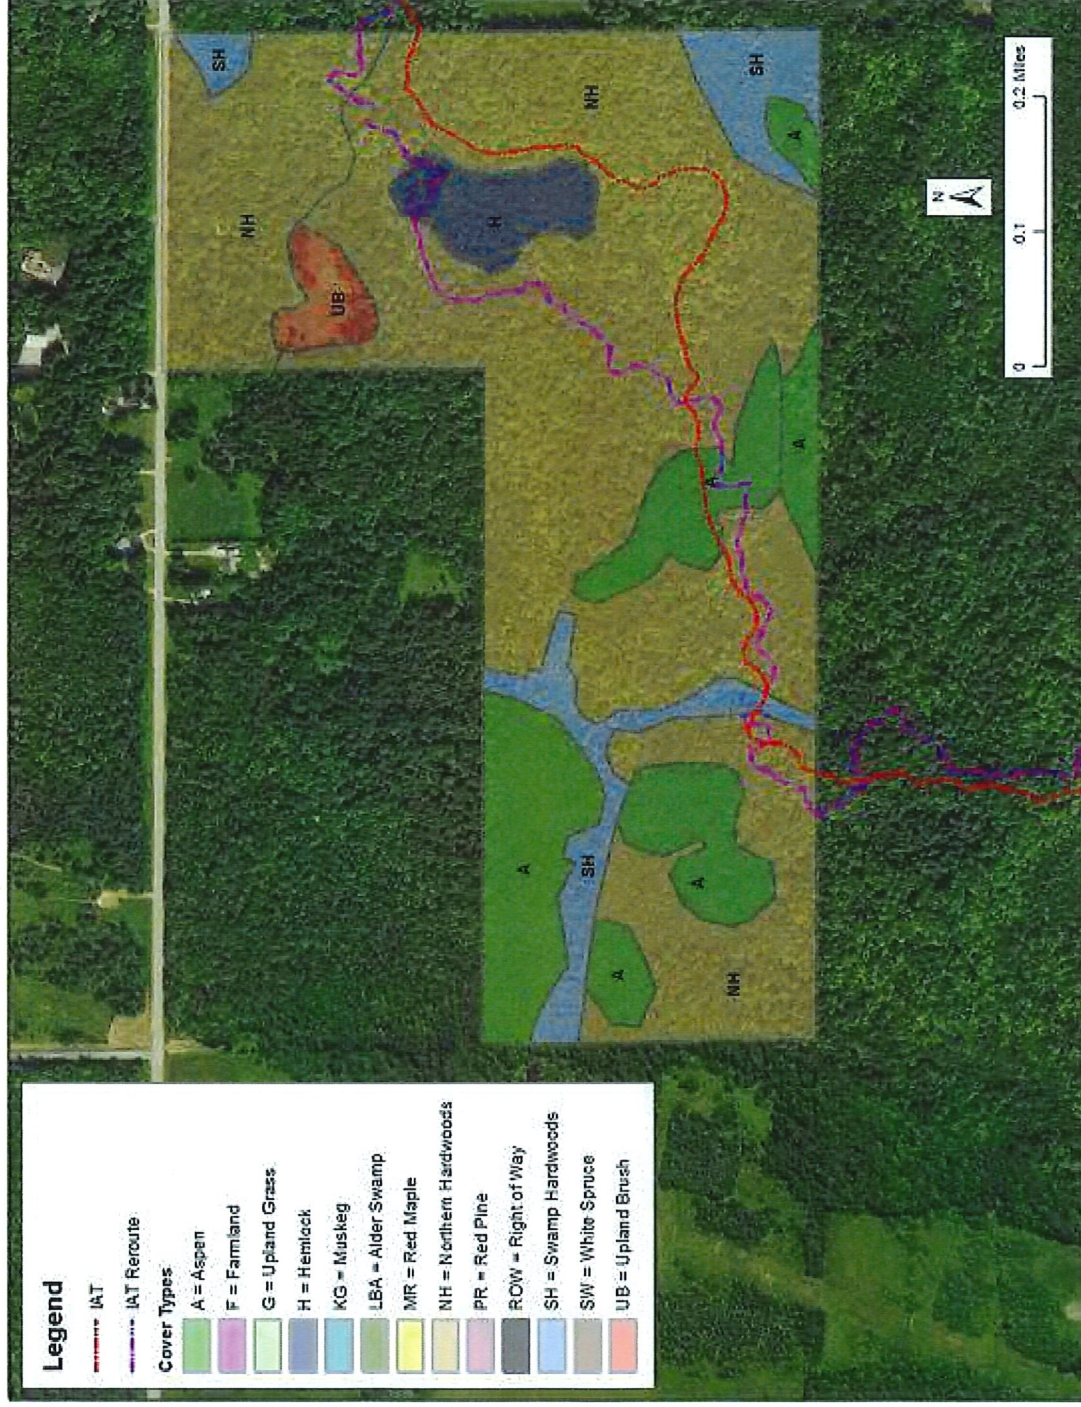 Legend
IAT
IAT Reroute
Cover Types
A = Aspen
F = Farmland
G = Upland Grass
H = Hemlock
KG = Muskeg
LBA = Alder Swamp
MR = Red Maple
NH = Northern Hardwoods
PR = Red Pine
ROW = Right of Way
SH = Swamp Hardwoods
SW = White Spruce
UB = Upland Brush
SH
NH
UB
H
NH
SH
A
A
A
A
SH
A
A
NH
N
0
0.1
0.2 Miles